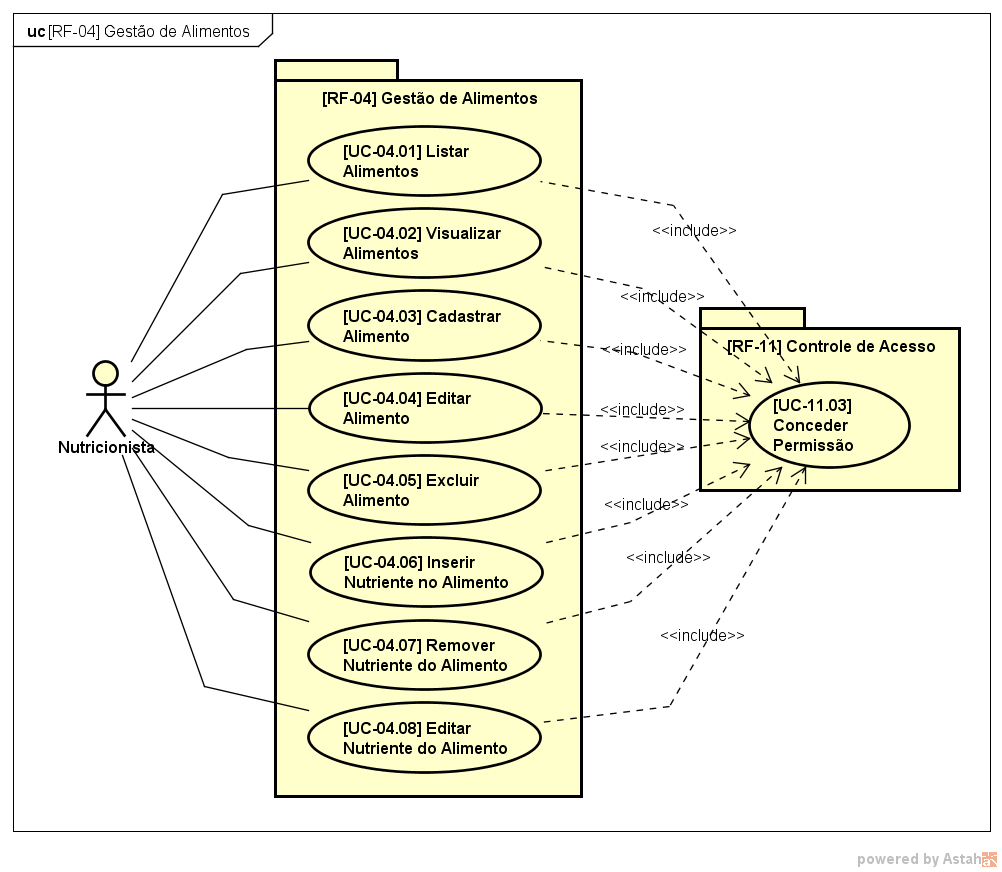 uc [RF-04] Gestão de Alimentos
[RF-04] Gestão de Alimentos
[UC-04.01] Listar
Alimentos
<<include>>
[UC-04.02] Visualizar
Alimentos
<<include>>
[UC-04.03] Cadastrar
Alimento
<<include>>
[RF-11] Controle de Acesso
[UC-04.04] Editar
Alimento
<<include>>
[UC-11.03]
Conceder
Permissão
Nutricionista
<<include>>
[UC-04.05] Excluir
Alimento
<<include>>
[UC-04.06] Inserir
Nutriente no Alimento
<<include>>
[UC-04.07] Remover
Nutriente do Alimento
<<include>>
[UC-04.08] Editar
Nutriente do Alimento
powered by Astah